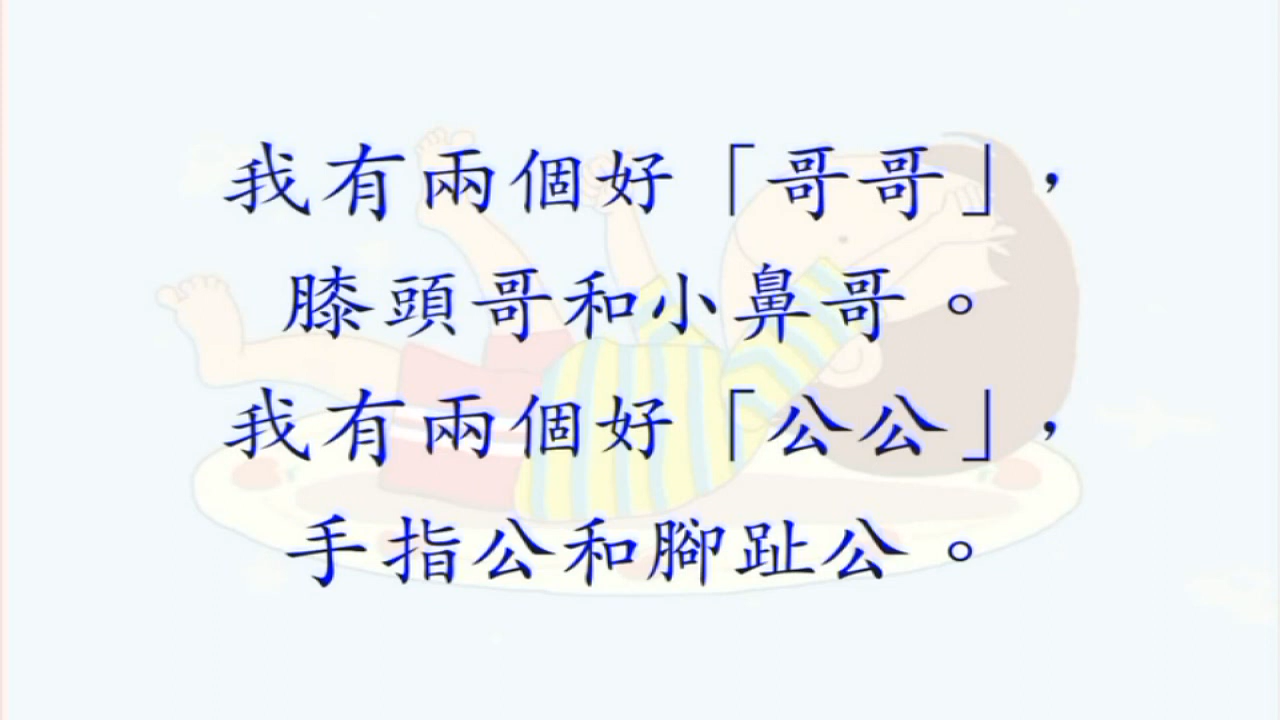 我有兩個好「哥哥」，
膝頭哥和小鼻哥。
我有兩個好「公公」，
手指公和腳趾公。